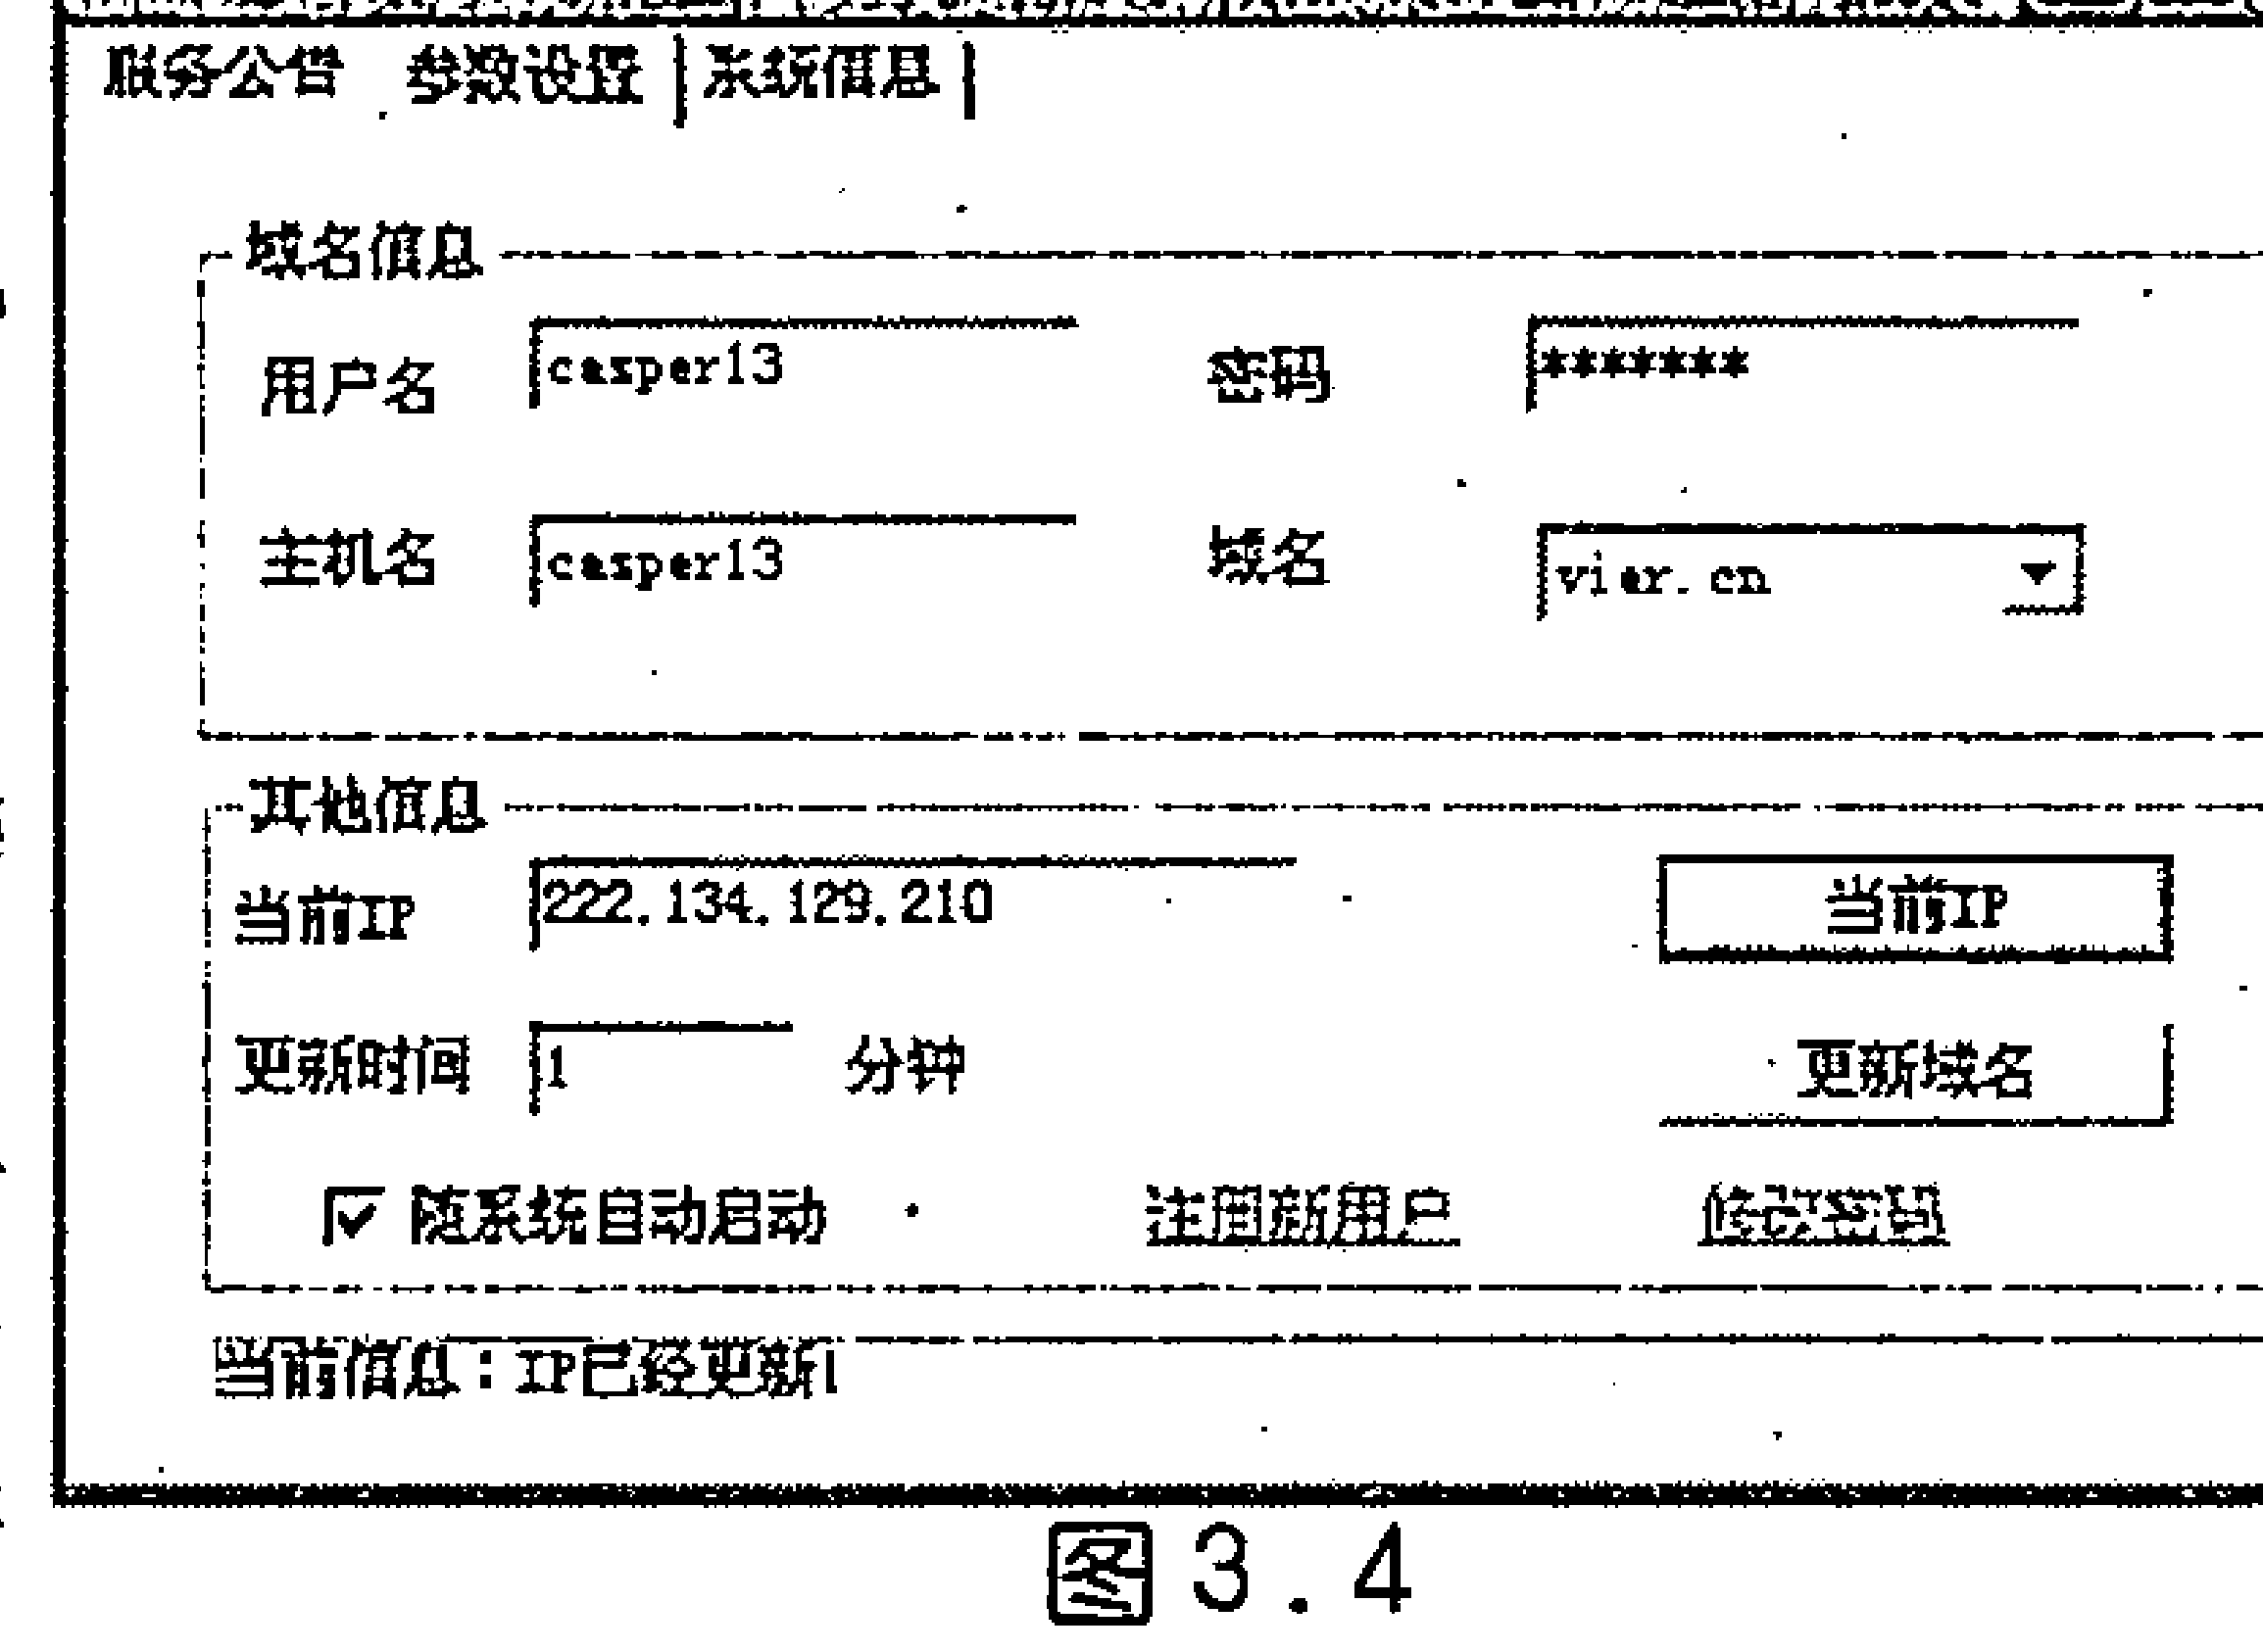 服务公告 参数设置 系统信息
域名信息
用户名 casper13 密码 *******
主机名 casper13 域名 vier.cn
其他信息
当前IP 222.134.129.210 当前IP
更新时间 1 分钟 更新域名
随系统自动启动 注册新用户 修改密码
当前信息:IP已经更新!
图 3.4